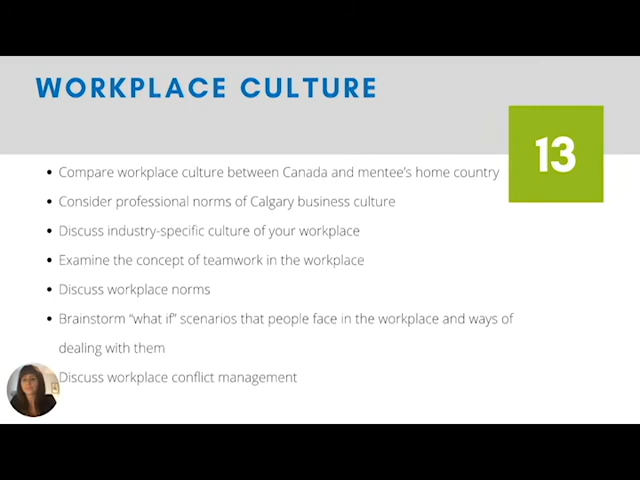 WORKPLACE CULTURE
13
• Compare workplace culture between Canada and mentee's home country
• Consider professional norms of Calgary business culture
• Discuss industry-specific culture of your workplace
• Examine the concept of teamwork in the workplace
• Discuss workplace norms
• Brainstorm “what if” scenarios that people face in the workplace and ways of
dealing with them
Discuss workplace conflict management